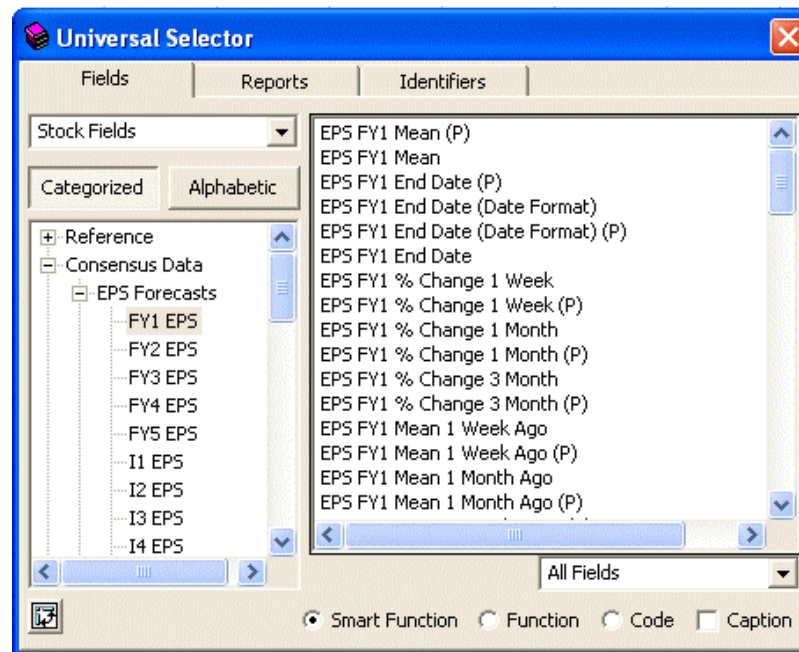 Universal Selector
Fields
Reports
Identifiers
Stock Fields
Categorized
Alphabetic
Reference
Consensus Data
EPS Forecasts
FY1 EPS
FY2 EPS
FY3 EPS
FY4 EPS
FY5 EPS
I1 EPS
I2 EPS
I3 EPS
I4 EPS
EPS FY1 Mean (P)
EPS FY1 Mean
EPS FY1 End Date (P)
EPS FY1 End Date (Date Format)
EPS FY1 End Date (Date Format) (P)
EPS FY1 End Date
EPS FY1 % Change 1 Week
EPS FY1 % Change 1 Week (P)
EPS FY1 % Change 1 Month
EPS FY1 % Change 1 Month (P)
EPS FY1 % Change 3 Month
EPS FY1 % Change 3 Month (P)
EPS FY1 Mean 1 Week Ago
EPS FY1 Mean 1 Week Ago (P)
EPS FY1 Mean 1 Month Ago
EPS FY1 Mean 1 Month Ago (P)
All Fields
Smart Function
Function
Code
Caption